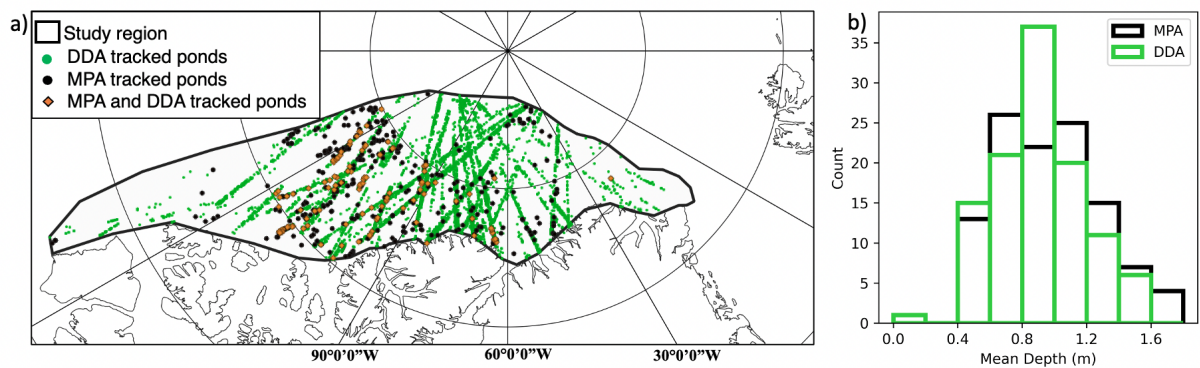 a)
Study region
DDA tracked ponds
MPA tracked ponds
MPA and DDA tracked ponds
90°0'0"W
60°0'0"W
30°0'0"W
b)
MPA
DDA
Count
35
30
25
20
15
10
5
0
0.0 0.4 0.8 1.2 1.6
Mean Depth (m)